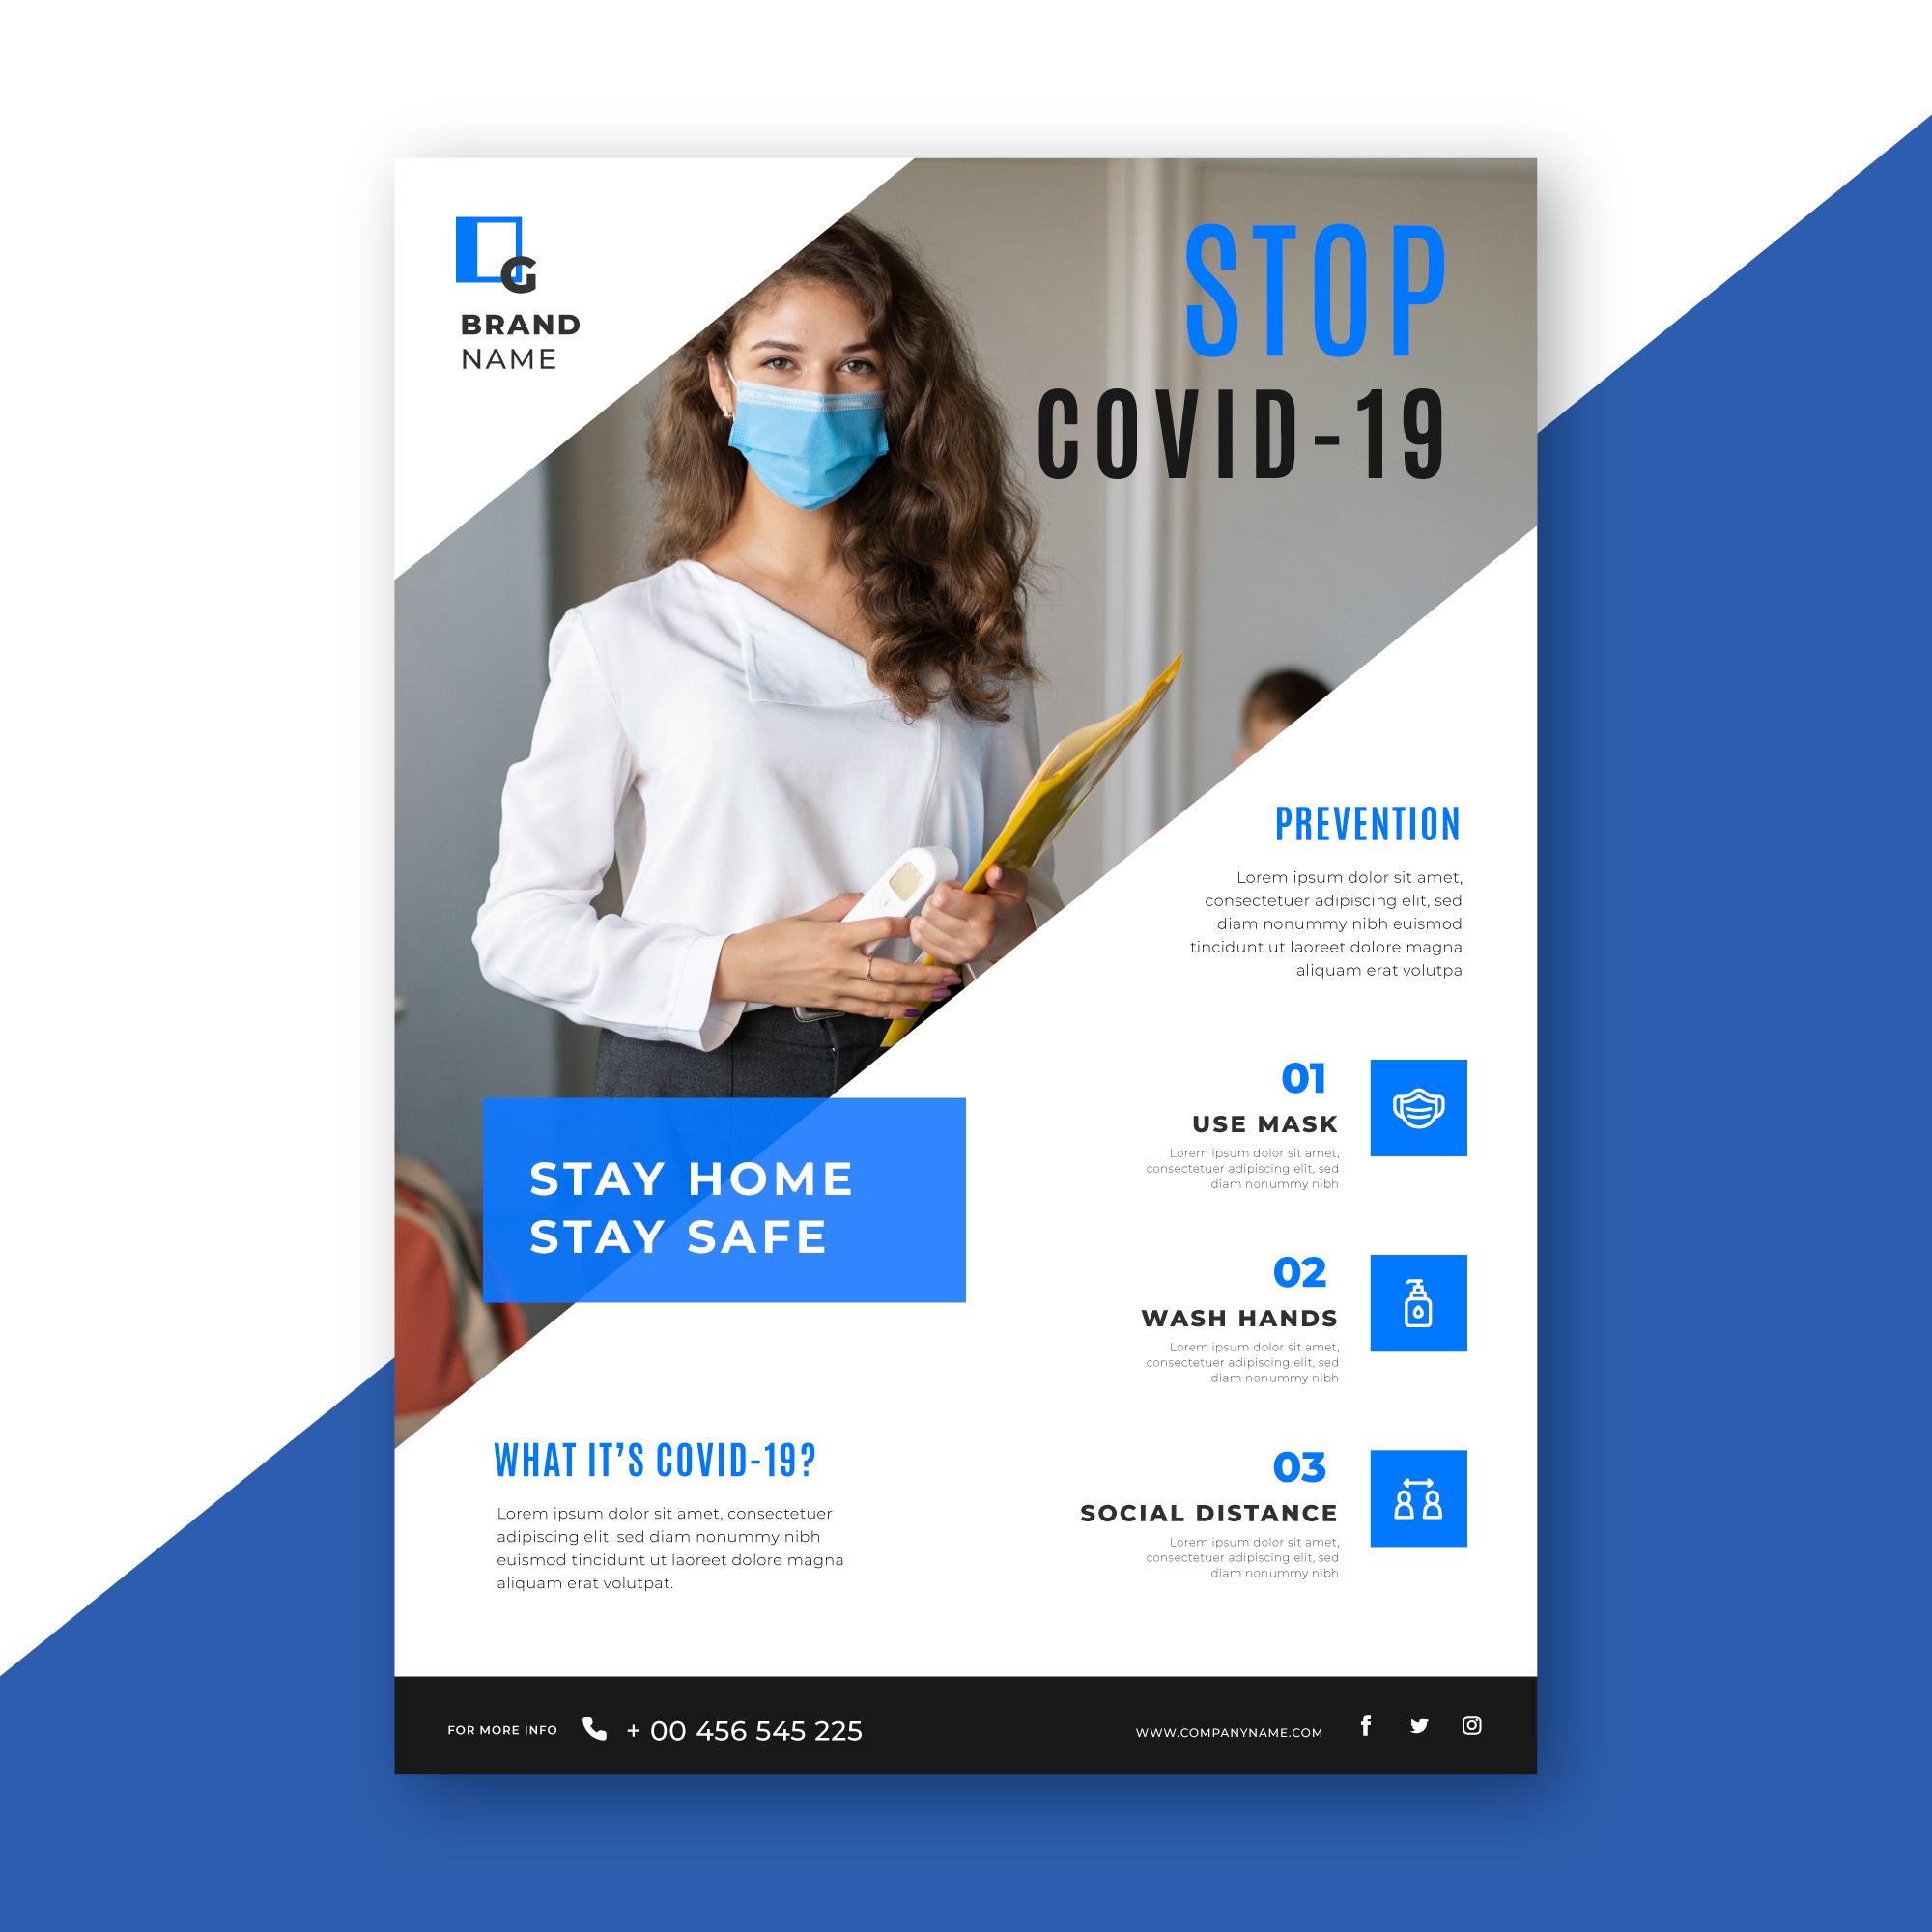 G
BRAND
NAME
STOP
COVID-19
PREVENTION
Lorem ipsum dolor sit amet,
consectetuer adipiscing elit, sed
diam nonummy nibh euismod
tincidunt ut laoreet dolore magna
aliquam erat volutpa
01
USE MASK
Lorem ipsum dolor sit amet,
consectetuer adipiscing elit, sed
diam nonummy nibh
STAY HOME
STAY SAFE
02
WASH HANDS
Lorem ipsum dolor sit amet,
consectetuer adipiscing elit, sed
diam nonummy nibh
WHAT IT’S COVID-19?
Lorem ipsum dolor sit amet, consectetuer
adipiscing elit, sed diam nonummy nibh
euismod tincidunt ut laoreet dolore magna
aliquam erat volutpat.
03
SOCIAL DISTANCE
Lorem ipsum dolor sit amet,
consectetuer adipiscing elit, sed
diam nonummy nibh
FOR MORE INFO + 00 456 545 225
WWW.COMPANYNAME.COM